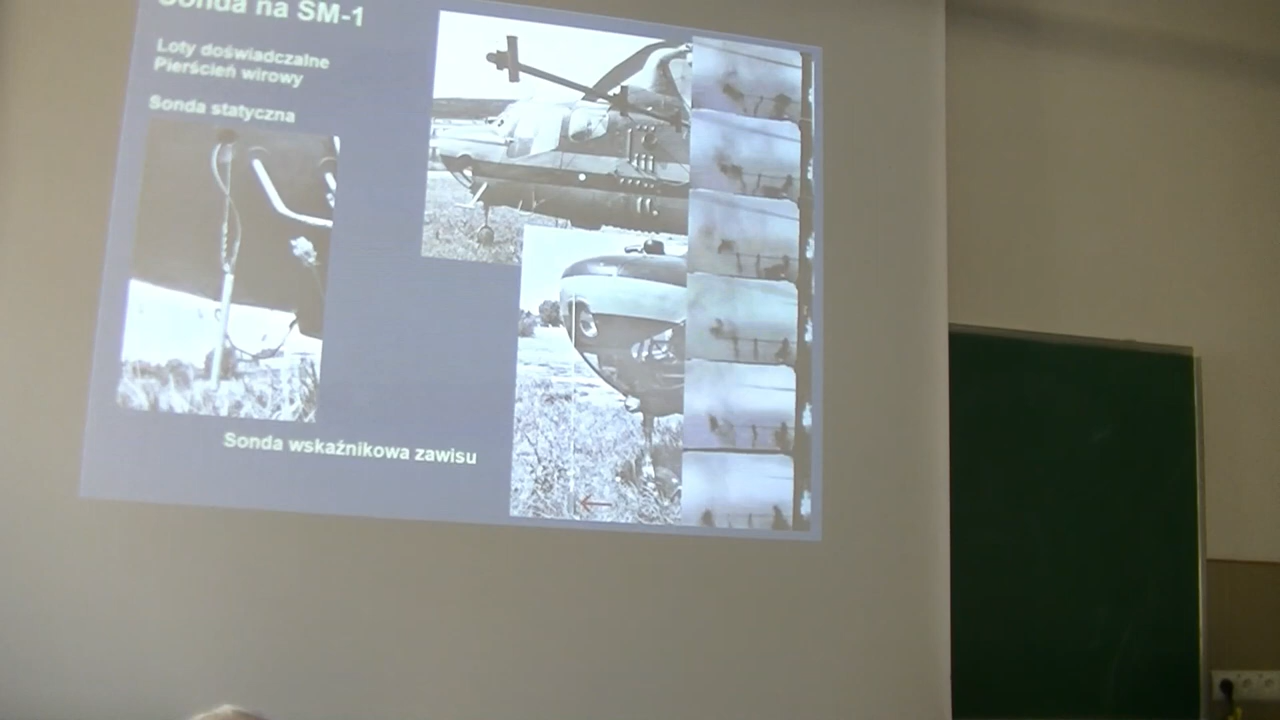 Sonda na SM-1
Loty doświadczalne
Pierścień wirowy
Sonda statyczna
Sonda wskaźnikowa zawisu